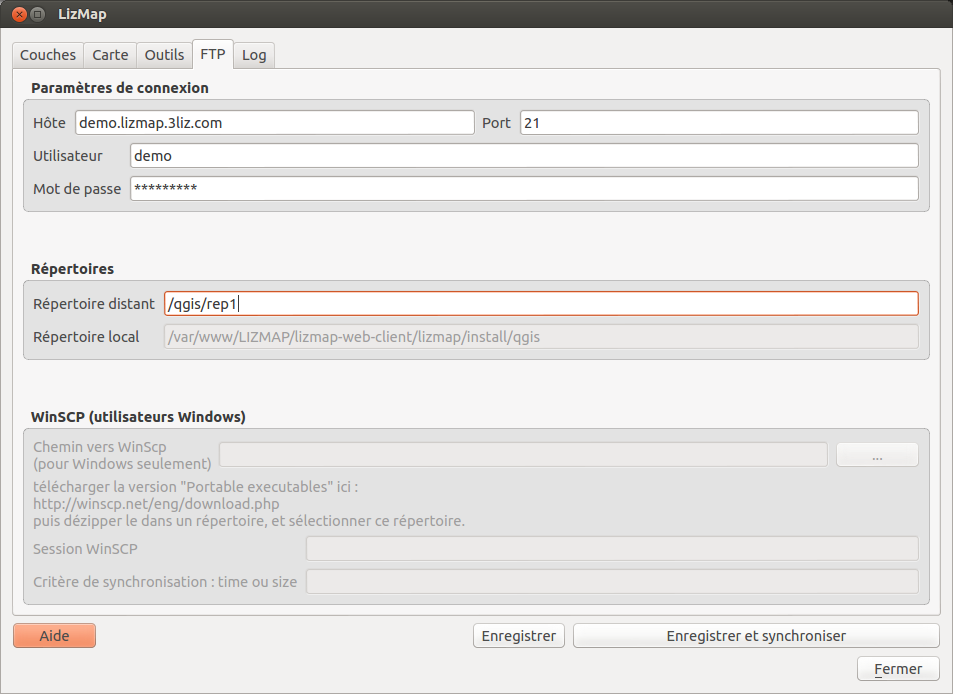 LizMap
Couches Carte Outils FTP Log
Paramètres de connexion
Hôte demo.lizmap.3liz.com Port 21
Utilisateur demo
Mot de passe *********
Répertoires
Répertoire distant /qgis/rep1
Répertoire local /var/www/LIZMAP/lizmap-web-client/lizmap/install/qgis
WinSCP (utilisateurs Windows)
Chemin vers WinScp
(pour Windows seulement) ...
télécharger la version "Portable executables" ici :
http://winscp.net/eng/download.php
puis dézipper le dans un répertoire, et sélectionner ce répertoire.
Session WinSCP
Critère de synchronisation : time ou size
Aide Enregistrer Enregistrer et synchroniser
Fermer